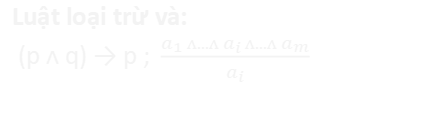 Luật loại trừ và:
(p ∧ q) → p ; a₁ ∧...∧ aᵢ ∧...∧ aₘ / aᵢ